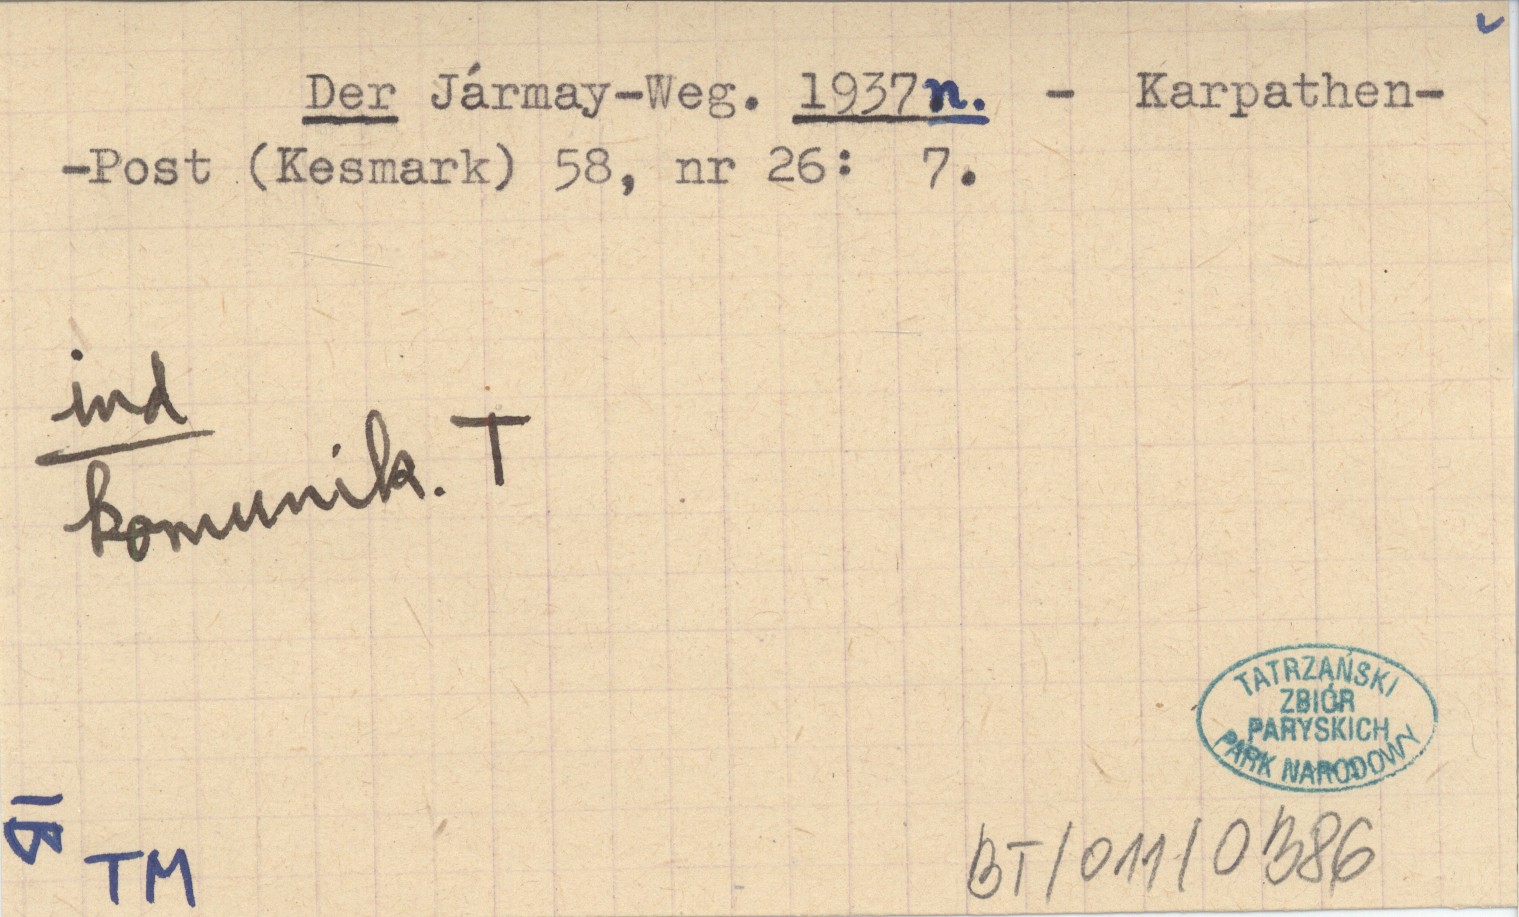 Der Jármay-Weg. 1937n. - Karpathen-
-Post (Kesmark) 58, nr 26: 7.
ind
komunik. T
TATRZAŃSKI
ZBIÓR
PARYSKICH
PARK NARODOWY
TM
BT/011/0386